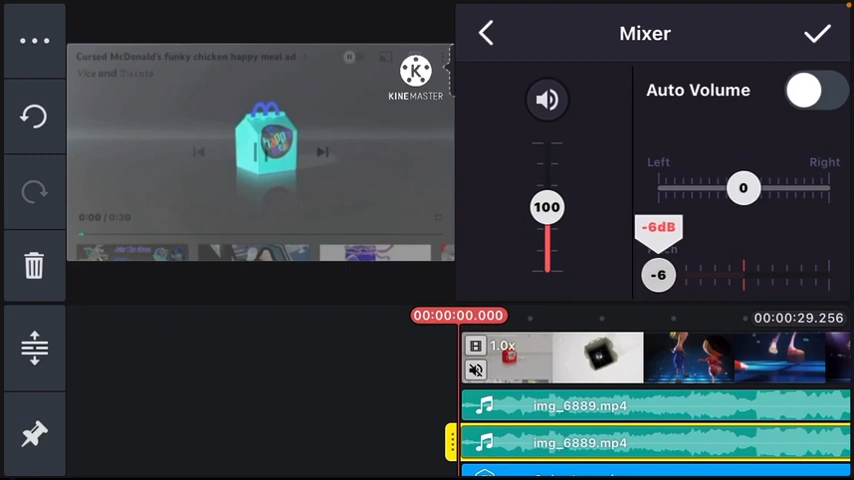 Mixer
Cursed McDonald's funky chicken happy meal ad
Vice and
KINEMASTER
Auto Volume
Left
Right
0
100
-6dB
-6
0:00 / 0:30
00:00:00.000
00:00:29.256
1.0x
img_6889.mp4
img_6889.mp4